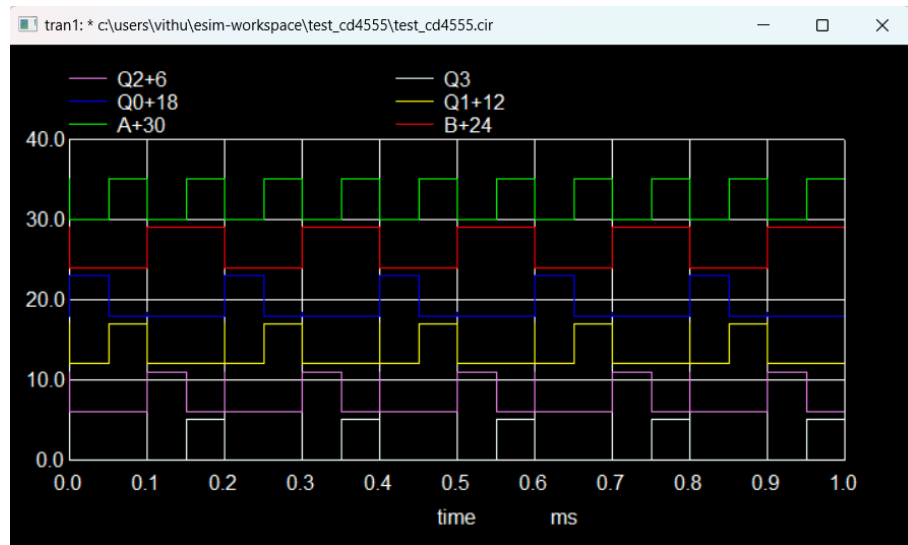 tran1: * c:\users\vithu\esim-workspace\test_cd4555\test_cd4555.cir
Q2+6 Q3
Q0+18 Q1+12
A+30 B+24
40.0
30.0
20.0
10.0
0.0
0.0 0.1 0.2 0.3 0.4 0.5 0.6 0.7 0.8 0.9 1.0
time ms